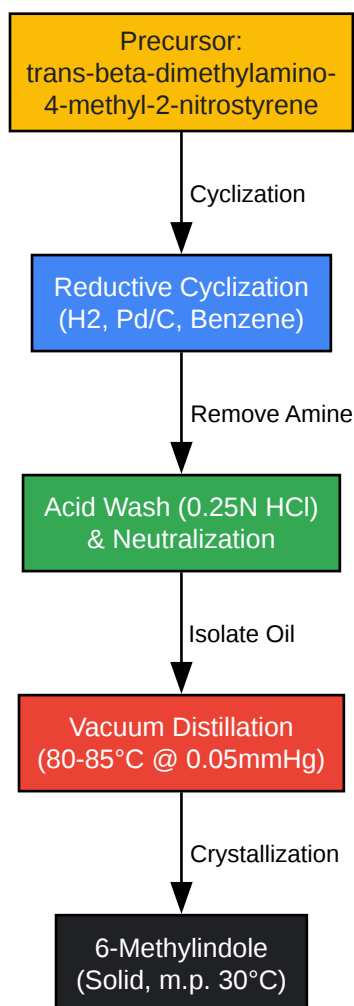 Precursor:
trans-beta-dimethylamino-
4-methyl-2-nitrostyrene
Cyclization
Reductive Cyclization
(H2, Pd/C, Benzene)
Remove Amine
Acid Wash (0.25N HCl)
& Neutralization
Isolate Oil
Vacuum Distillation
(80-85°C @ 0.05mmHg)
Crystallization
6-Methylindole
(Solid, m.p. 30°C)